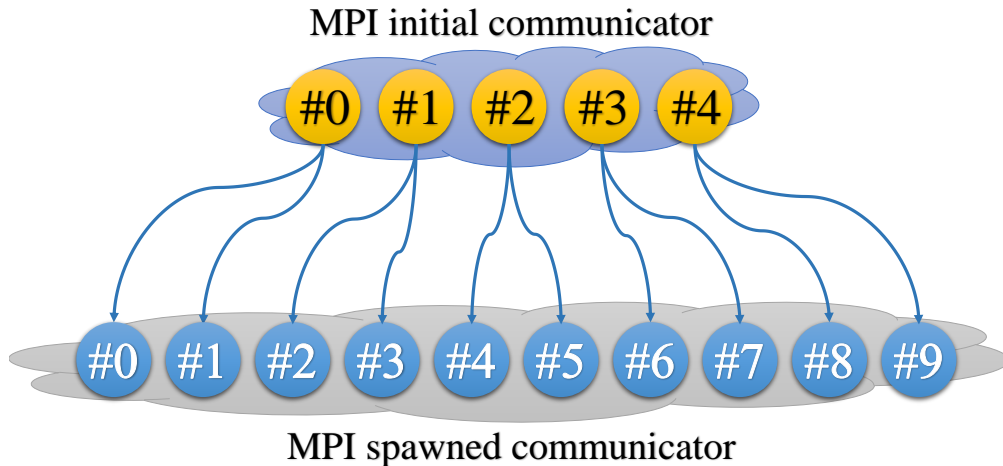 MPI initial communicator
#0 #1 #2 #3 #4
#0 #1 #2 #3 #4 #5 #6 #7 #8 #9
MPI spawned communicator